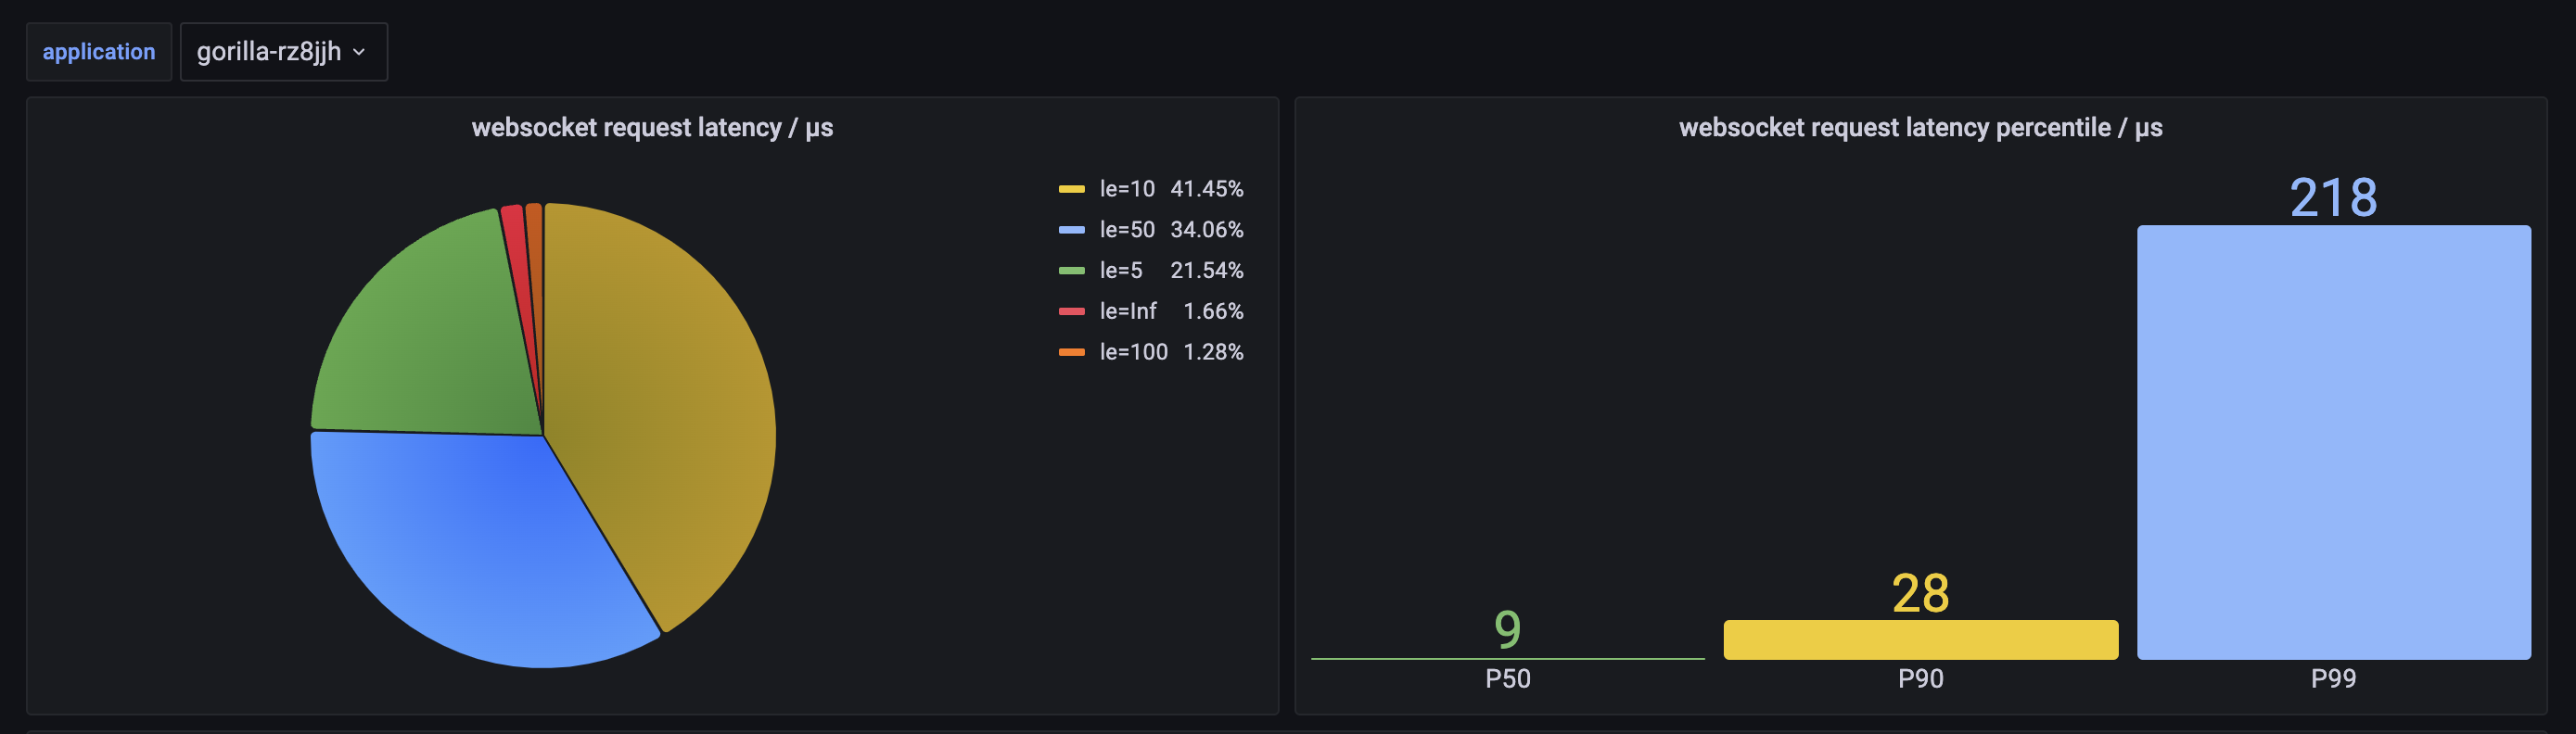 application gorilla-rz8jjh
websocket request latency / µs
le=10 41.45%
le=50 34.06%
le=5 21.54%
le=Inf 1.66%
le=100 1.28%
websocket request latency percentile / µs
9
28
218
P50
P90
P99